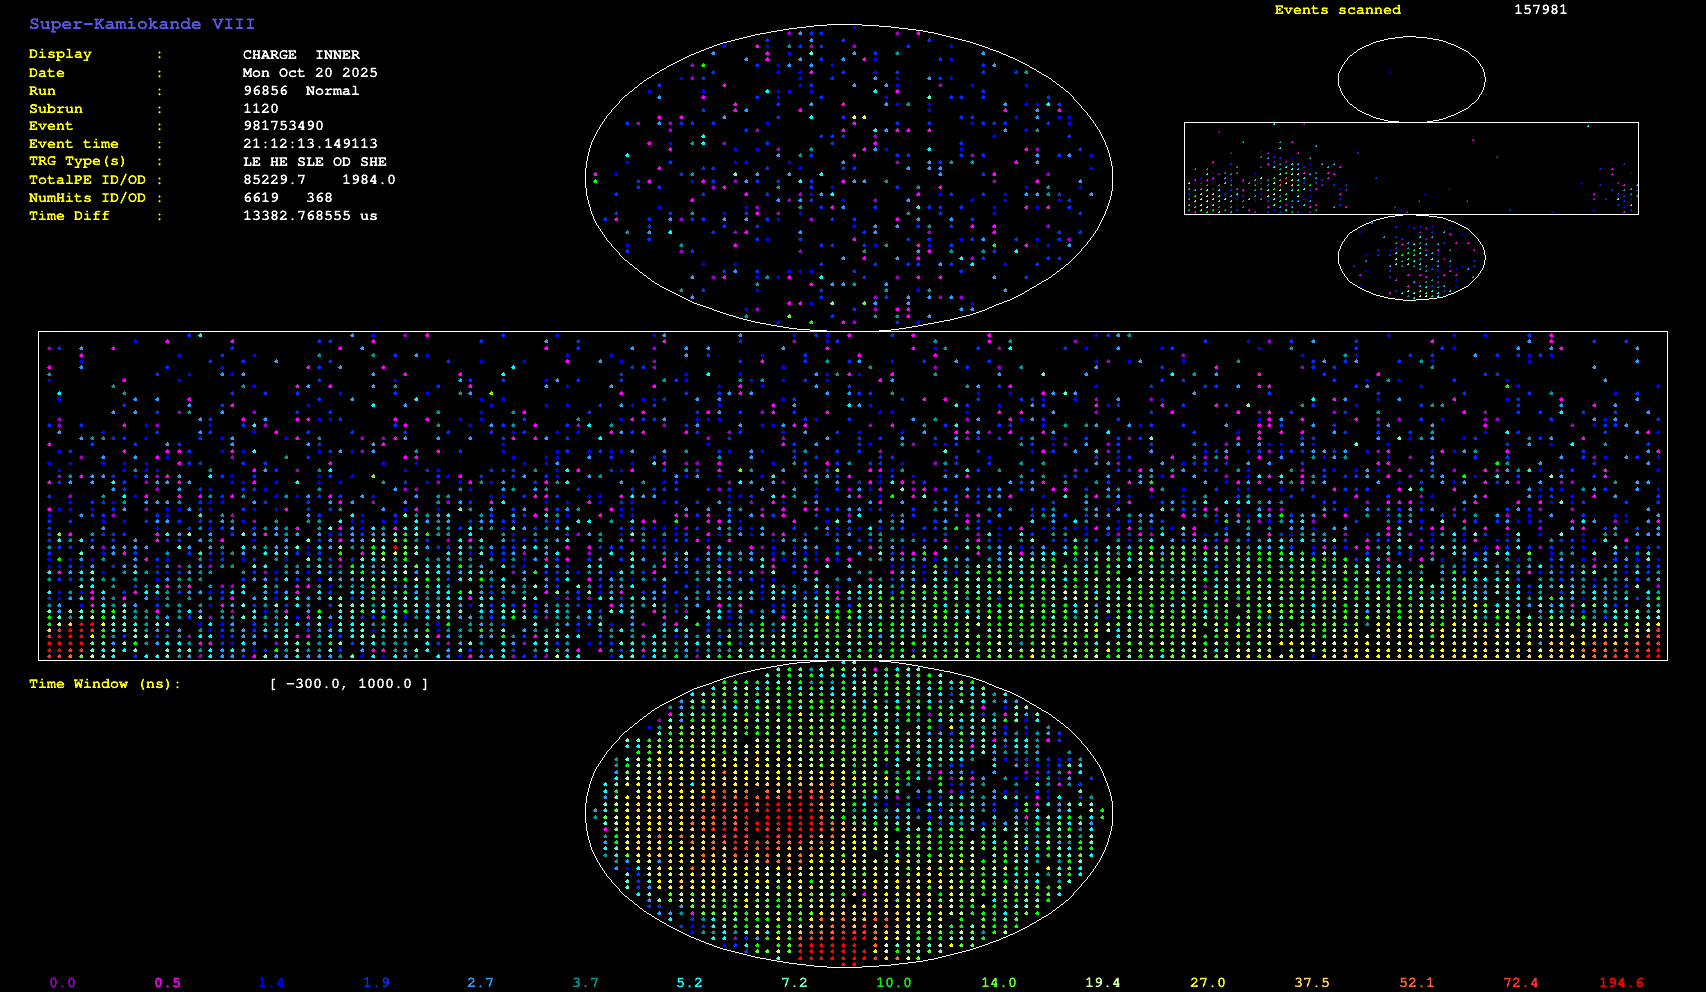 Super-Kamiokande VIII
Events scanned 157981
Display : CHARGE INNER
Date : Mon Oct 20 2025
Run : 96856 Normal
Subrun : 1120
Event : 981753490
Event time : 21:12:13.149113
TRG Type(s) : LE HE SLE OD SHE
TotalPE ID/OD : 85229.7 1984.0
NumHits ID/OD : 6619 368
Time Diff : 13382.768555 us
Time Window (ns): [ -300.0, 1000.0 ]
0.0 0.5 1.4 1.9 2.7 3.7 5.2 7.2 10.0 14.0 19.4 27.0 37.5 52.1 72.4 194.6